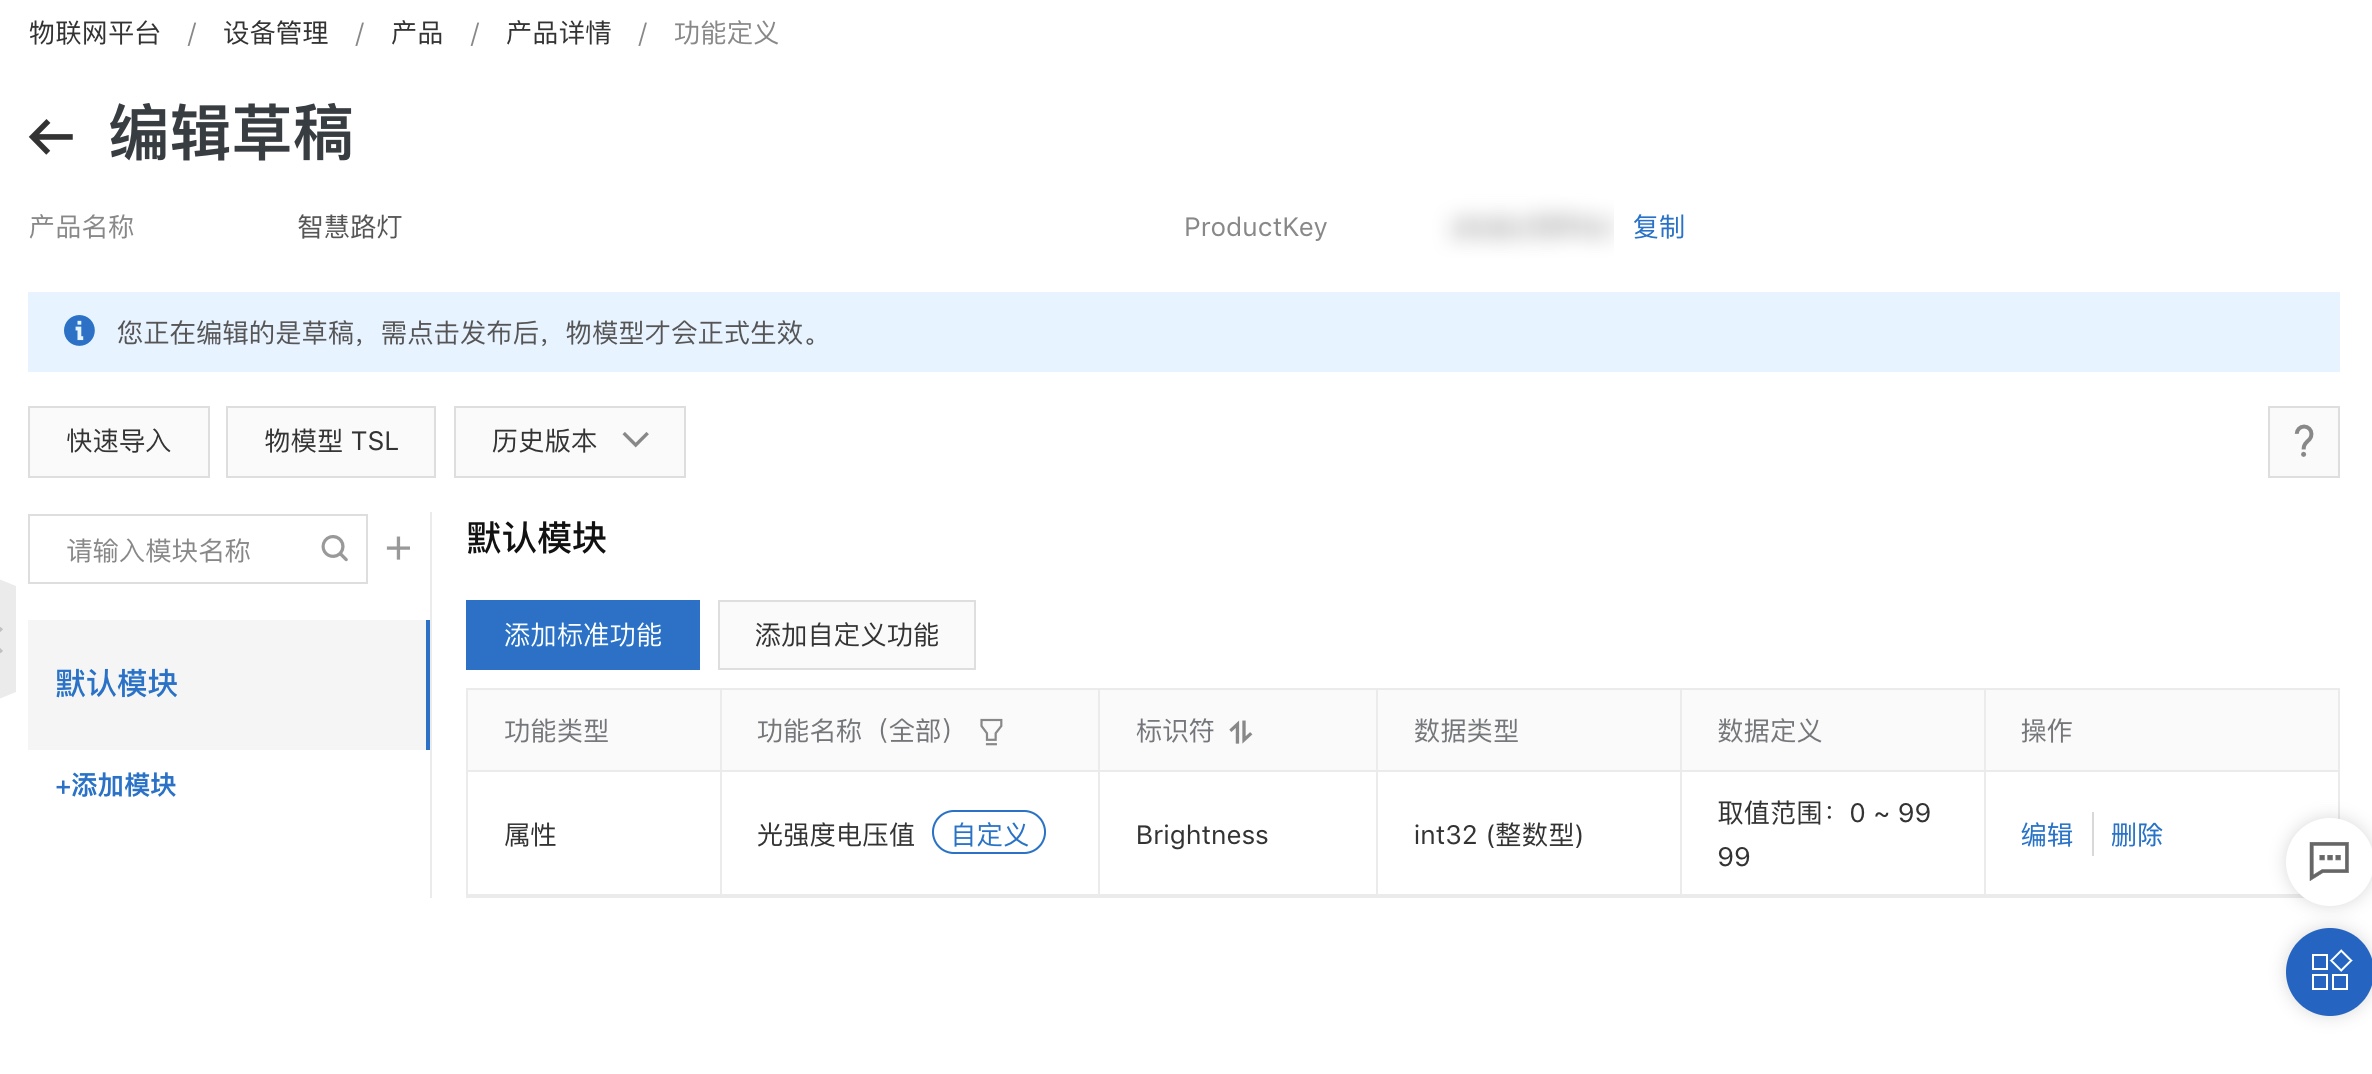 物联网平台 / 设备管理 / 产品 / 产品详情 / 功能定义
编辑草稿
产品名称 智慧路灯 ProductKey 复制
您正在编辑的是草稿，需点击发布后，物模型才会正式生效。
快速导入 物模型 TSL 历史版本 ?
请输入模块名称 +
默认模块
添加标准功能 添加自定义功能
默认模块
+添加模块
功能类型 功能名称（全部） 标识符 数据类型 数据定义 操作
属性 光强度电压值 自定义 Brightness int32 (整数型) 取值范围：0 ~ 99
99 编辑 删除